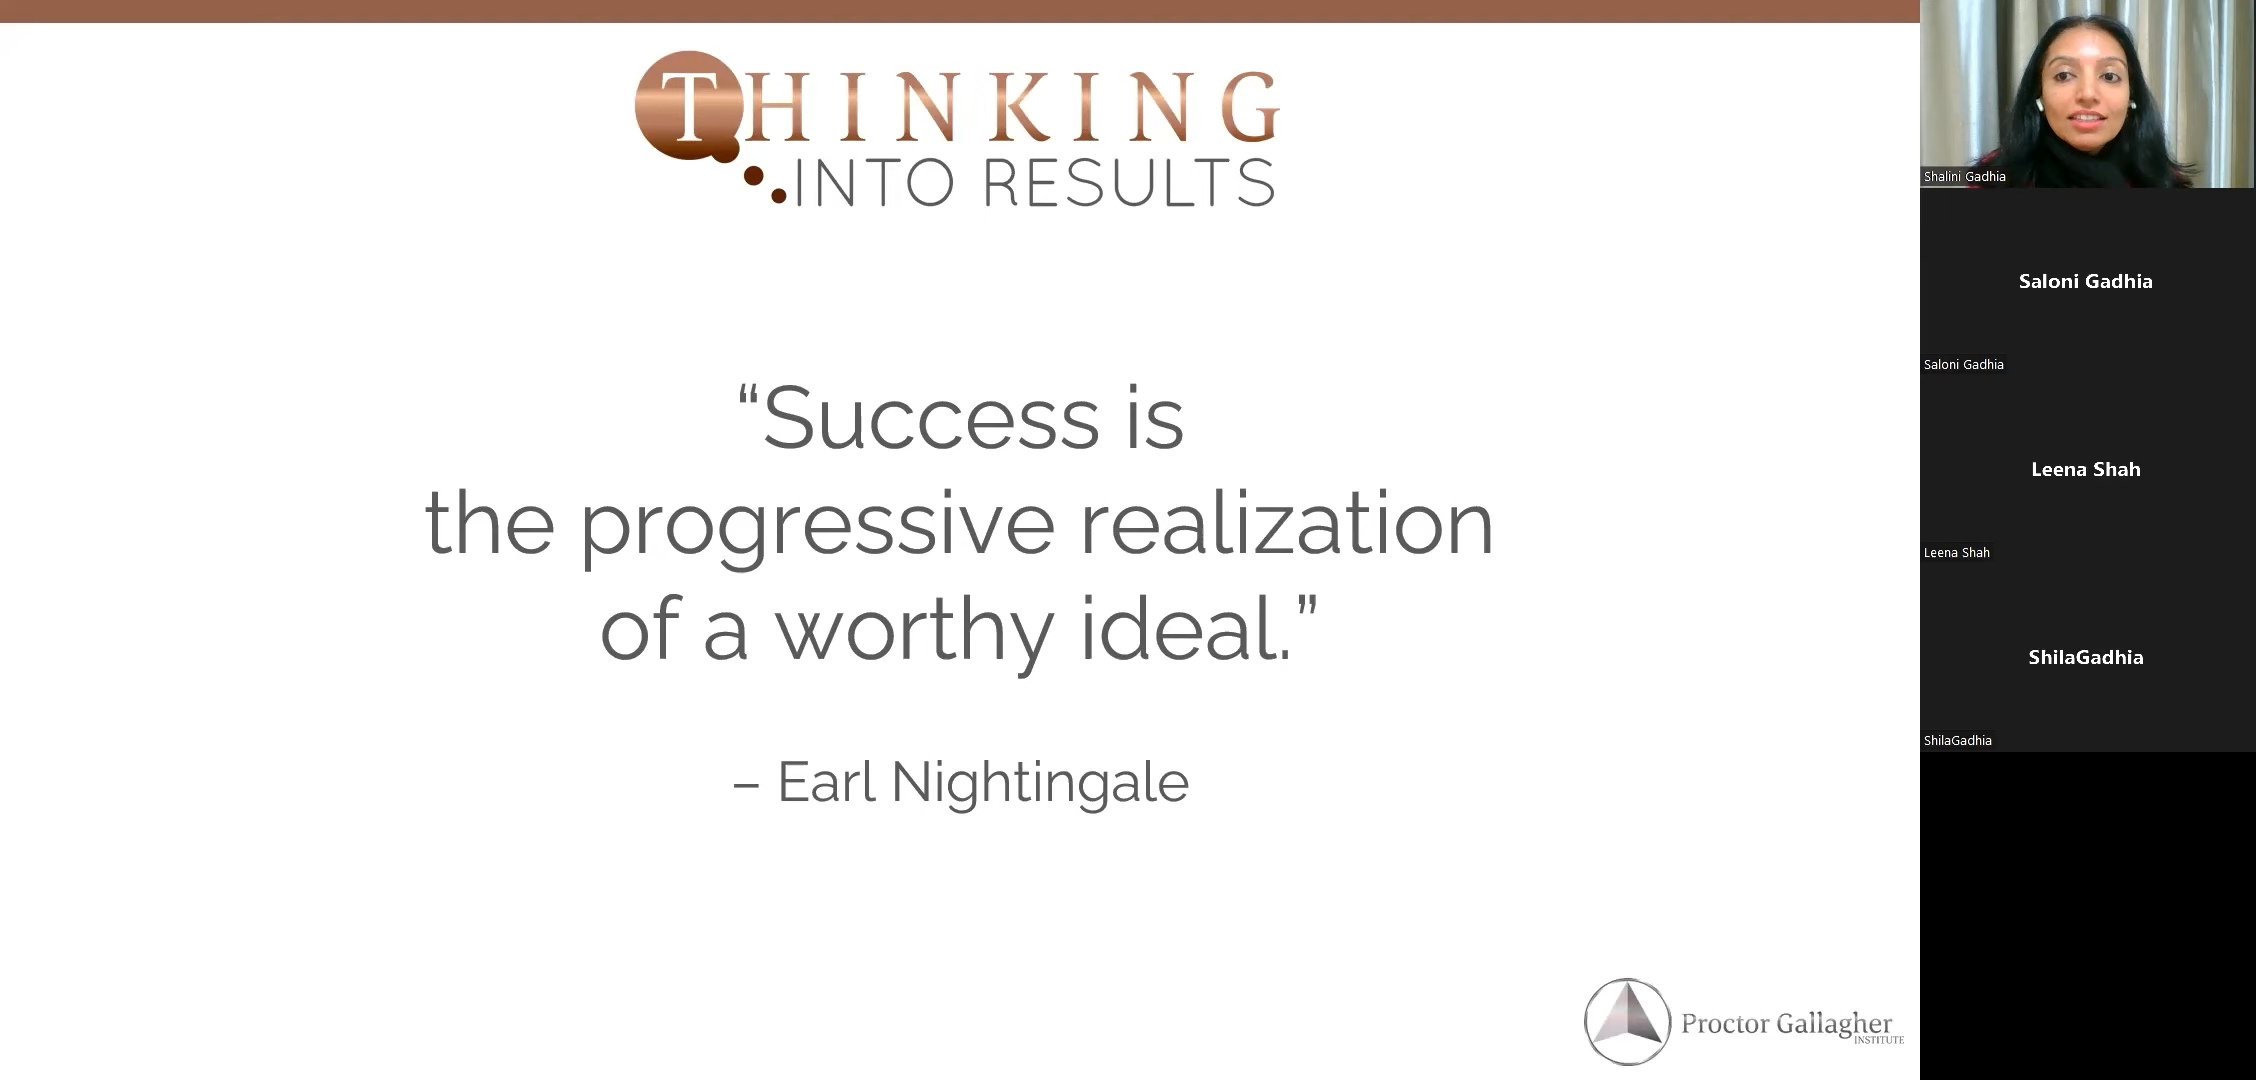 THINKING
INTO RESULTS
“Success is
the progressive realization
of a worthy ideal.”
– Earl Nightingale
Proctor Gallagher
INSTITUTE
Shalini Gadhia
Saloni Gadhia
Saloni Gadhia
Leena Shah
Leena Shah
ShilaGadhia
ShilaGadhia